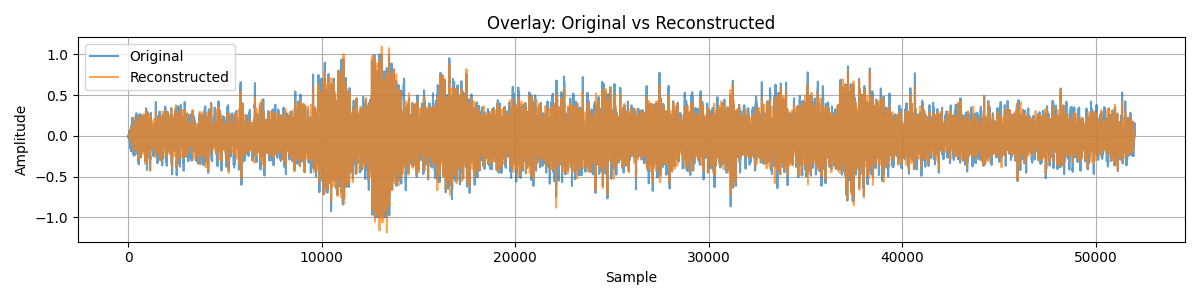 Overlay: Original vs Reconstructed
Original
Reconstructed
1.0
0.5
0.0
−0.5
−1.0
Amplitude
0 10000 20000 30000 40000 50000
Sample